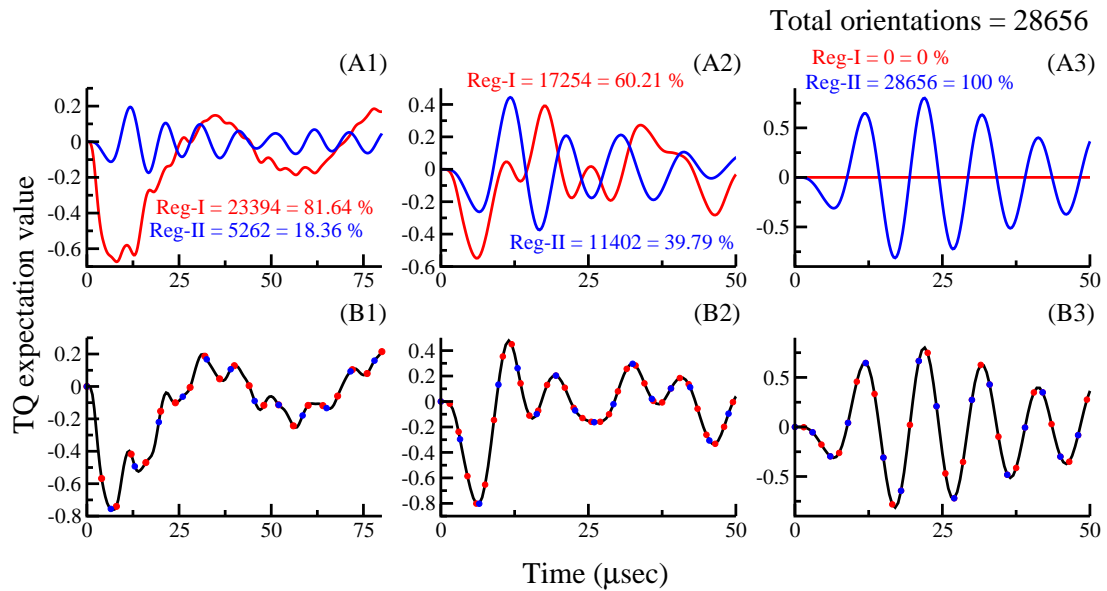 Total orientations = 28656
(A1)
(A2)
(A3)
Reg-I = 23394 = 81.64 %
Reg-II = 5262 = 18.36 %
Reg-I = 17254 = 60.21 %
Reg-II = 11402 = 39.79 %
Reg-I = 0 = 0 %
Reg-II = 28656 = 100 %
0.2
0
-0.2
-0.4
-0.6
0 25 50 75
0.4
0.2
0
-0.2
-0.4
-0.6
0 25 50
0.5
0
-0.5
0 25 50
TQ expectation value
(B1)
(B2)
(B3)
0.2
0
-0.2
-0.4
-0.6
-0.8
0 25 50 75
0.4
0.2
0
-0.2
-0.4
-0.6
-0.8
0 25 50
0.5
0
-0.5
0 25 50
Time (μsec)